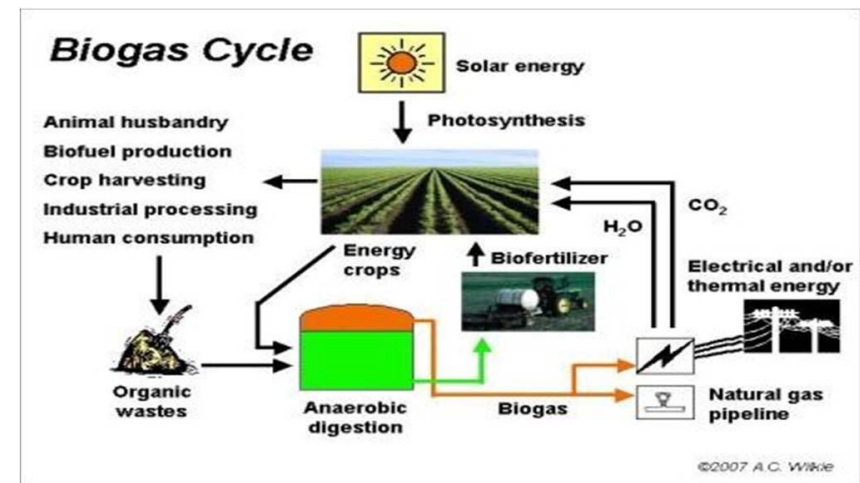 Biogas Cycle
Solar energy
Photosynthesis
Animal husbandry
Biofuel production
Crop harvesting
Industrial processing
Human consumption
CO₂
H₂O
Energy
crops
Biofertilizer
Electrical and/or
thermal energy
Organic
wastes
Anaerobic
digestion
Biogas
Natural gas
pipeline
©2007 A.C. Wilkie